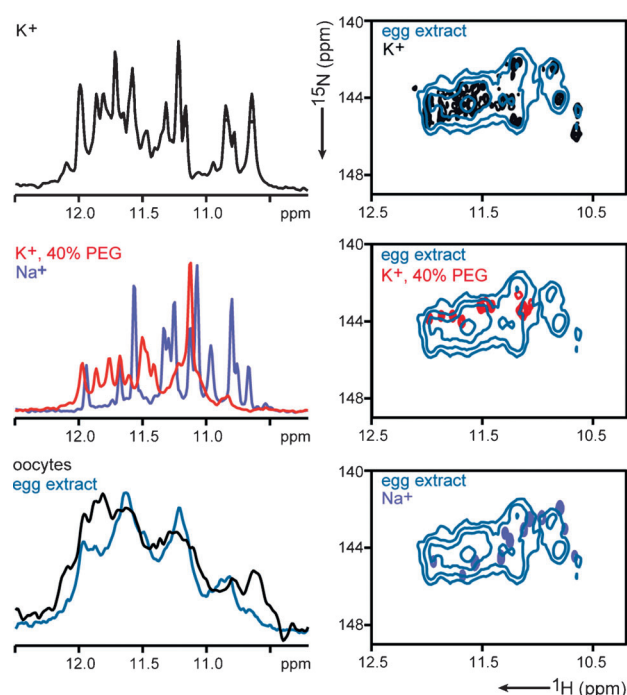 K+
12.0 11.5 11.0 ppm
15N (ppm)
140
144
148
egg extract
K+
12.5 11.5 10.5
K+, 40% PEG
Na+
12.0 11.5 11.0 ppm
140
144
148
egg extract
K+, 40% PEG
12.5 11.5 10.5
oocytes
egg extract
12.0 11.5 11.0 ppm
140
144
148
egg extract
Na+
12.5 11.5 10.5
1H (ppm)